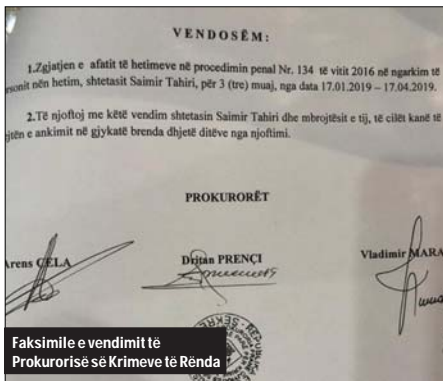 VENDOSËM:
1.Zgjatjen e afatit të hetimeve në procedimin penal Nr. 134 të vitit 2016 në ngarkim të
rsonit nën hetim, shtetasit Saimir Tahiri, për 3 (tre) muaj, nga data 17.01.2019 – 17.04.2019.
2.Të njoftoj me këtë vendim shtetasin Saimir Tahiri dhe mbrojtësit e tij, të cilët kanë të
jtën e ankimit në gjykatë brenda dhjetë ditëve nga njoftimi.
PROKURORËT
Arens ÇELA
Dritan PRENÇI
Vladimir MARA
Faksimile e vendimit të
Prokurorisë së Krimeve të Rënda